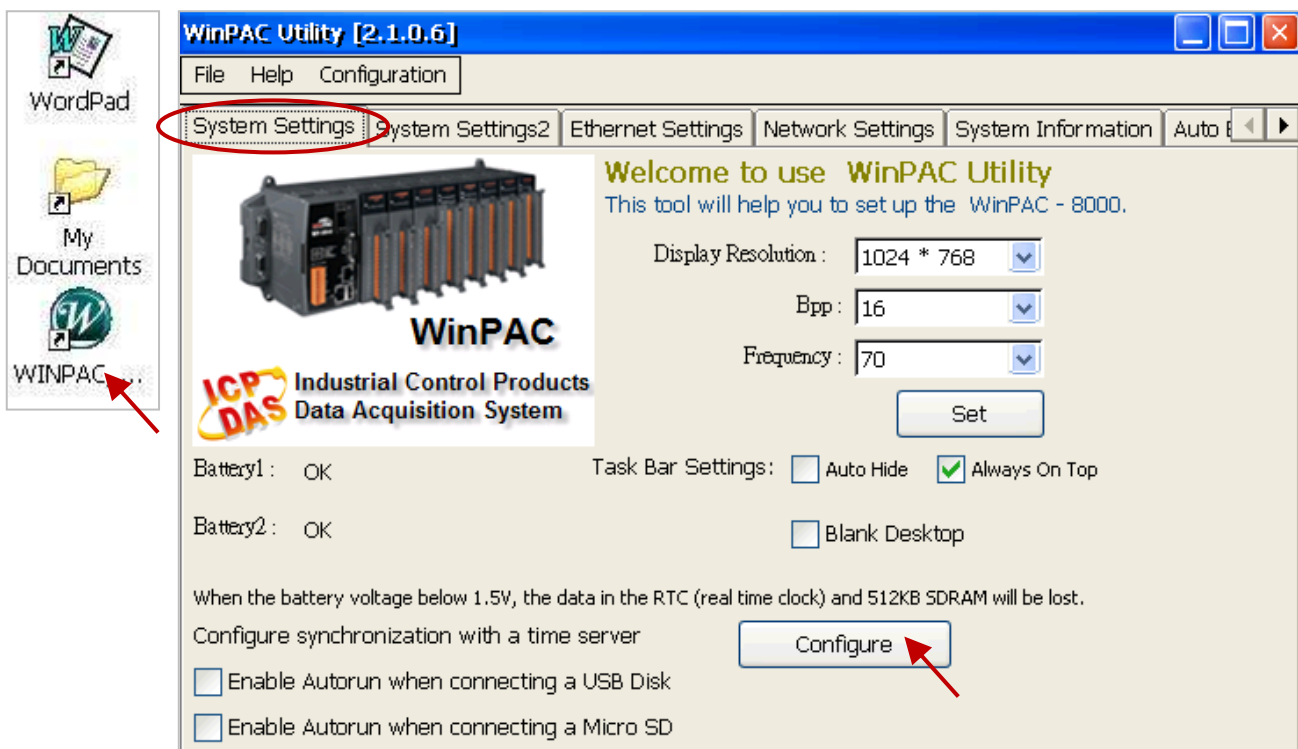 WordPad
My
Documents
WINPAC_...
WinPAC Utility [2.1.0.6]
File Help Configuration
System Settings System Settings2 Ethernet Settings Network Settings System Information Auto
WinPAC
ICP DAS
Industrial Control Products
Data Acquisition System
Welcome to use WinPAC Utility
This tool will help you to set up the WinPAC - 8000.
Display Resolution : 1024 * 768
Bpp : 16
Frequency : 70
Set
Battery1 : OK
Task Bar Settings: Auto Hide Always On Top
Battery2 : OK
Blank Desktop
When the battery voltage below 1.5V, the data in the RTC (real time clock) and 512KB SDRAM will be lost.
Configure synchronization with a time server Configure
Enable Autorun when connecting a USB Disk
Enable Autorun when connecting a Micro SD